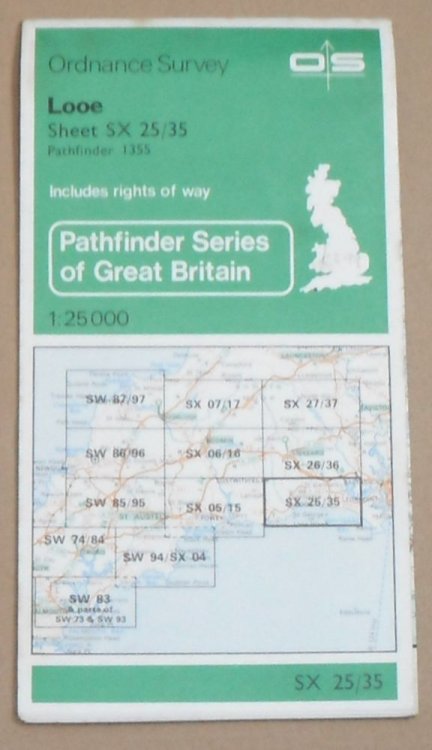 Ordnance Survey
OS
Looe
Sheet SX 25/35
Pathfinder 1355
Includes rights of way
Pathfinder Series
of Great Britain
1:25000
SW 87/97
SX 07/17
SX 27/37
SW 86/96
SX 06/16
SX 26/36
SW 85/95
SX 05/15
SX 25/35
SW 74/84
SW 94/SX 04
SW 83
& parts of
SW 73 & SW 93
SX 25/35